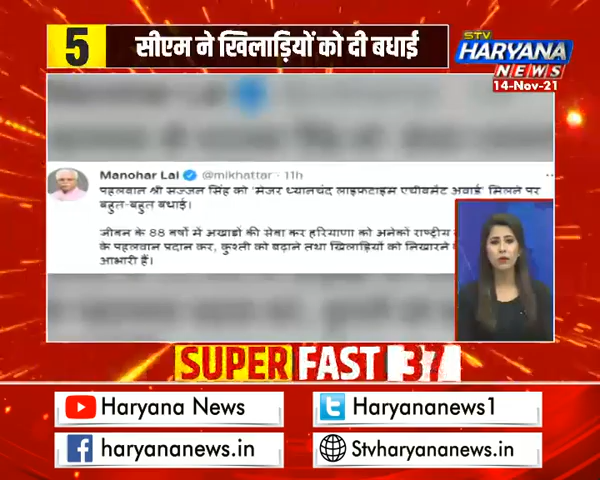 5 सीएम ने खिलाड़ियों को दी बधाई
STV
HARYANA
NEWS
14-Nov-21
Manohar Lal @mlkhattar · 11h
पहलवान श्री सज्जन सिंह को 'मेजर ध्यानचंद लाइफटाइम एचीवमेंट अवार्ड' मिलने पर
बहुत-बहुत बधाई।
जीवन के 88 वर्षों में अखाड़ों की सेवा कर हरियाणा को अनेकों राष्ट्रीय
के पहलवान प्रदान कर, कुश्ती को बढ़ाने तथा खिलाड़ियों को निखारने
आभारी हैं।
SUPER FAST 37
Haryana News
Haryananews1
haryananews.in
Stvharyananews.in